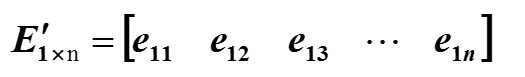 E′₁×ₙ = [e₁₁ e₁₂ e₁₃ ⋯ e₁ₙ]